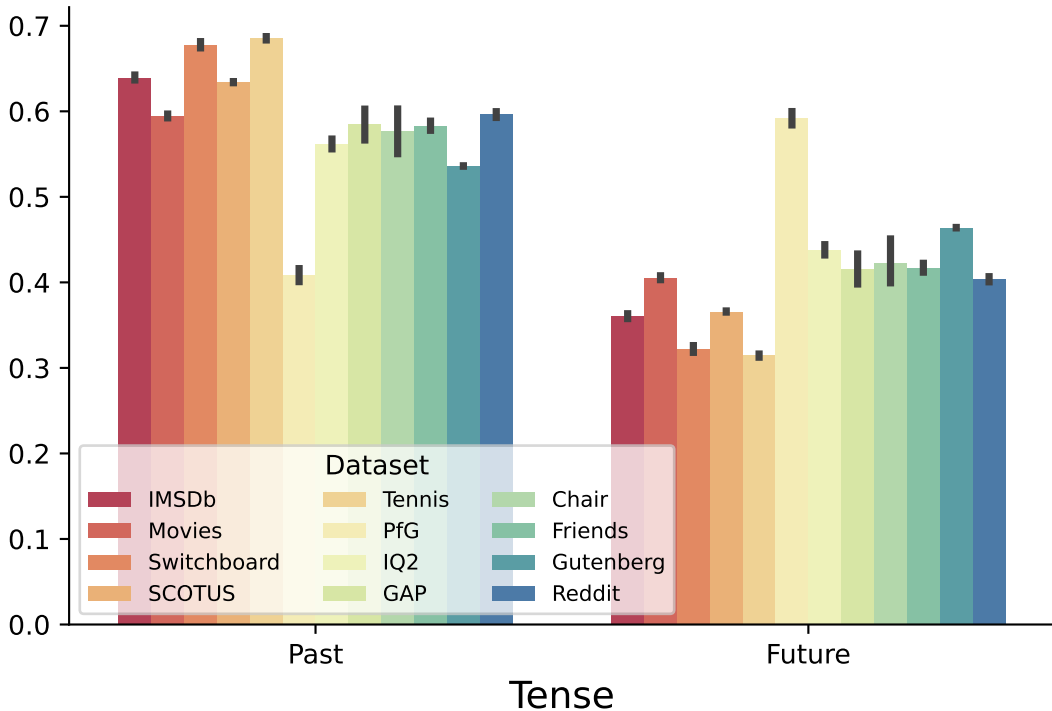 0.7
0.6
0.5
0.4
0.3
0.2
0.1
0.0
Dataset
IMSDb Tennis Chair
Movies PfG Friends
Switchboard IQ2 Gutenberg
SCOTUS GAP Reddit
Past Future
Tense